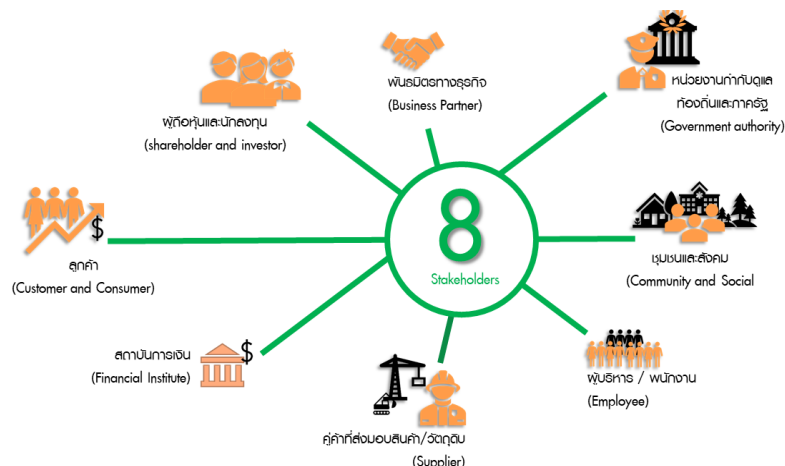 พันธมิตรทางธุรกิจ
(Business Partner)
หน่วยงานกำกับดูแล
ท้องถิ่นและภาครัฐ
(Government authority)
ผู้ถือหุ้นและนักลงทุน
(shareholder and investor)
8
Stakeholders
ลูกค้า
(Customer and Consumer)
$
ชุมชนและสังคม
(Community and Social
สถาบันการเงิน
(Financial Institute)
$
ผู้บริหาร / พนักงาน
(Employee)
คู่ค้าที่ส่งมอบสินค้า/วัตถุดิบ
(Supplier)